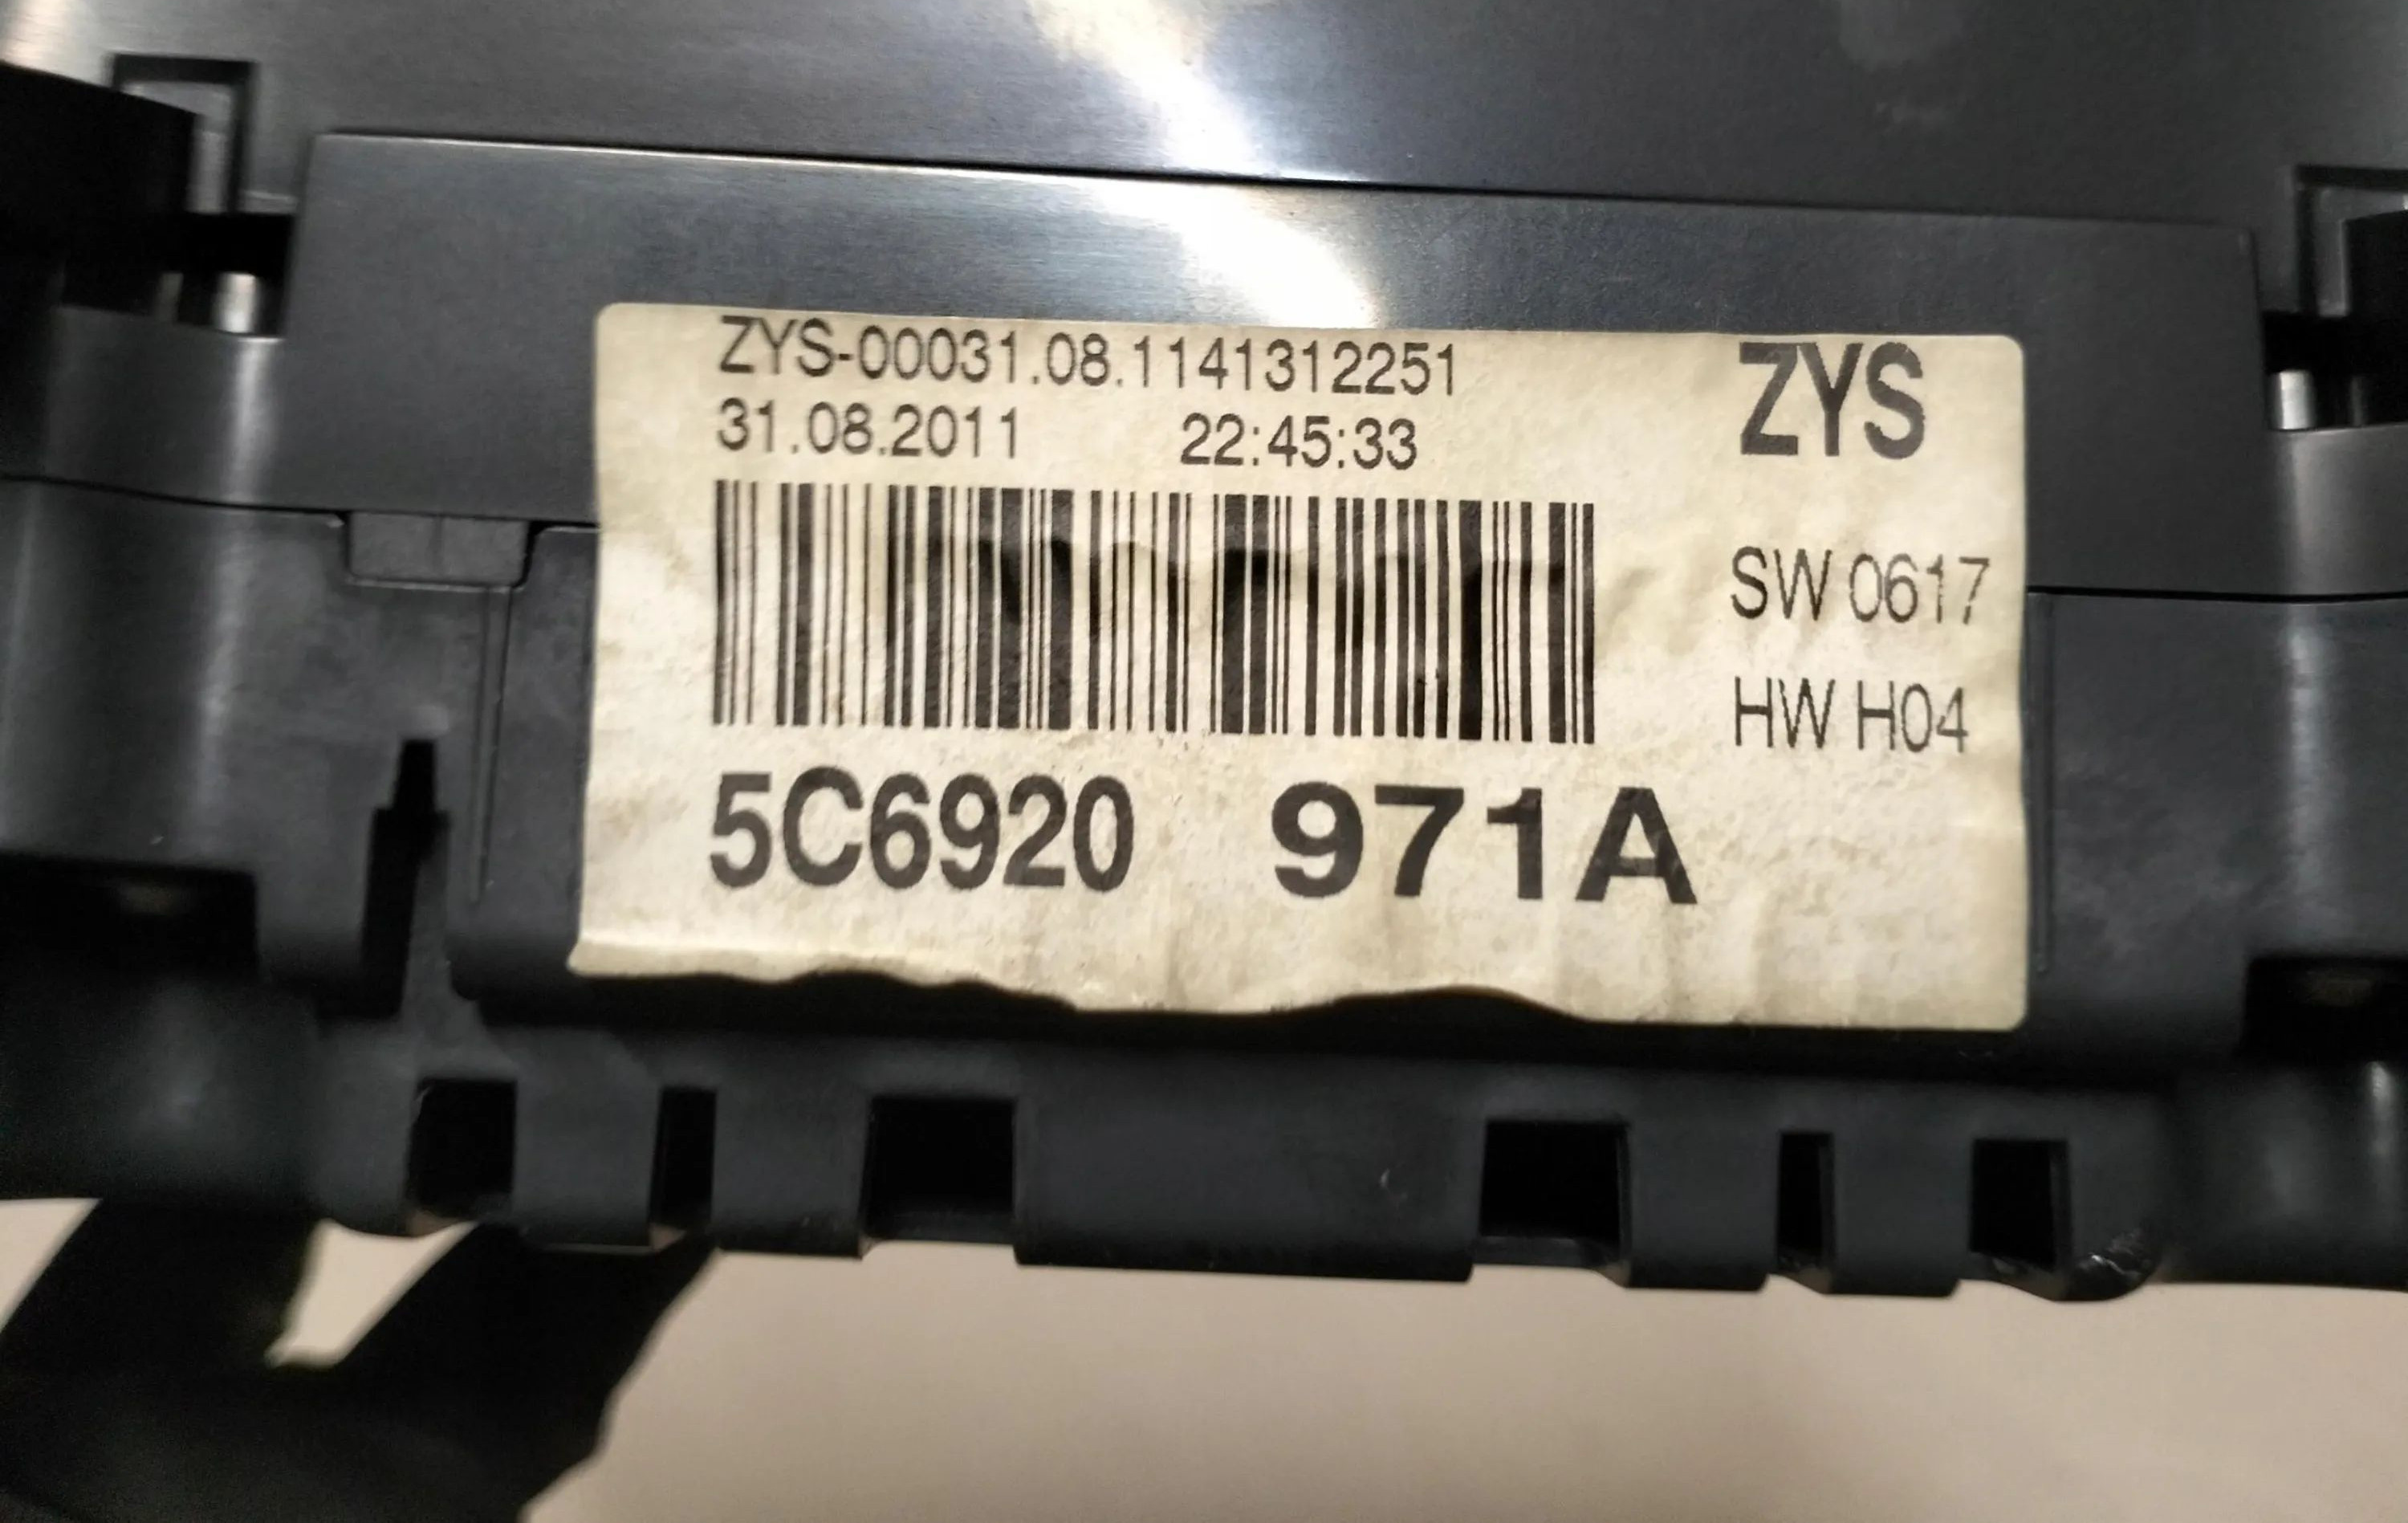 ZYS-00031.08.1141312251
ZYS
31.08.2011 22:45:33
SW 0617
HW H04
5C6920 971A